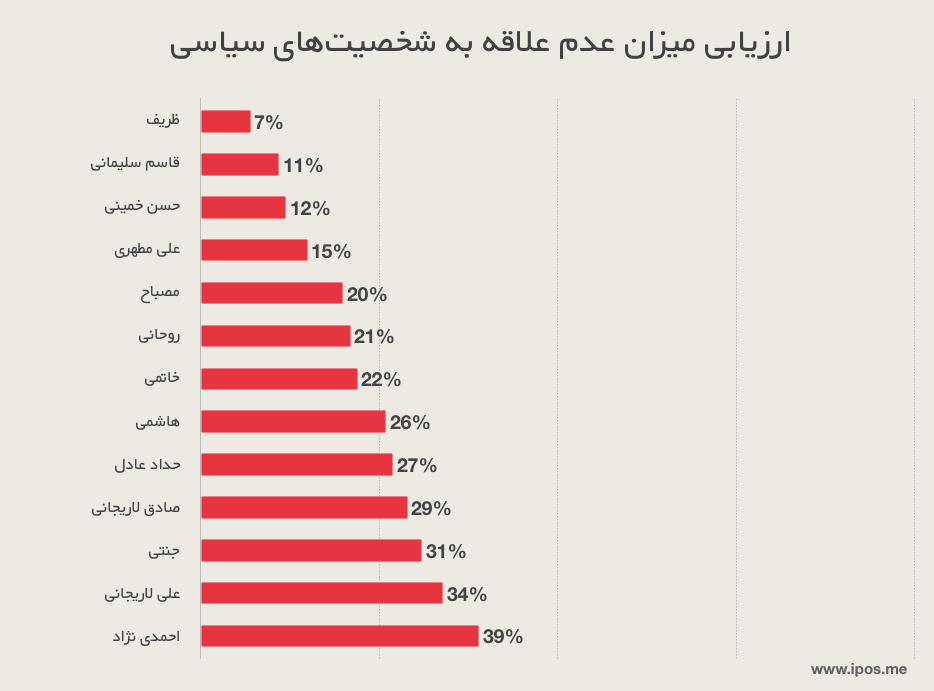 ارزیابی میزان عدم علاقه به شخصیت‌های سیاسی
ظریف 7%
قاسم سلیمانی 11%
حسن خمینی 12%
علی مطهری 15%
مصباح 20%
روحانی 21%
خاتمی 22%
هاشمی 26%
حداد عادل 27%
صادق لاریجانی 29%
جنتی 31%
علی لاریجانی 34%
احمدی نژاد 39%
www.ipos.me